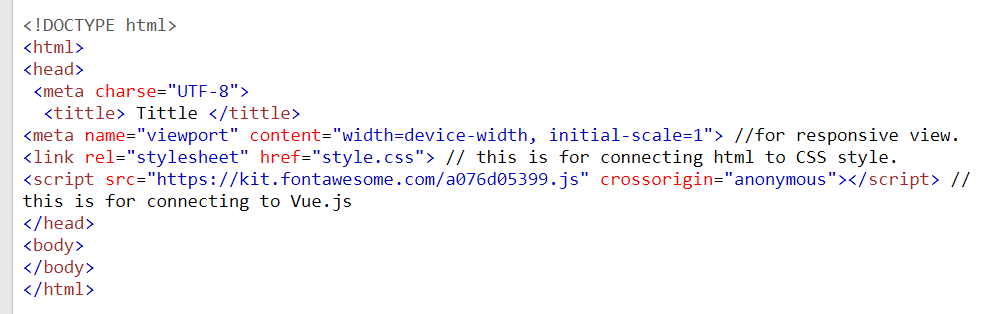 <!DOCTYPE html>
<html>
<head>
<meta charse="UTF-8">
<tittle> Tittle </tittle>
<meta name="viewport" content="width=device-width, initial-scale=1"> //for responsive view.
<link rel="stylesheet" href="style.css"> // this is for connecting html to CSS style.
<script src="https://kit.fontawesome.com/a076d05399.js" crossorigin="anonymous"></script> //
this is for connecting to Vue.js
</head>
<body>
</body>
</html>